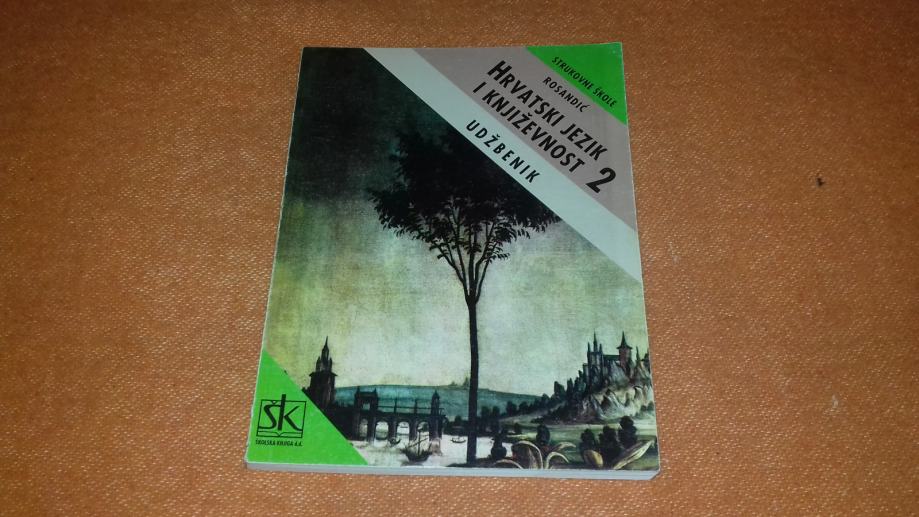 STRUKOVNE ŠKOLE
ROSANDIĆ
HRVATSKI JEZIK
I KNJIŽEVNOST 2
UDŽBENIK
ŠK
ŠKOLSKA KNJIGA d.d.